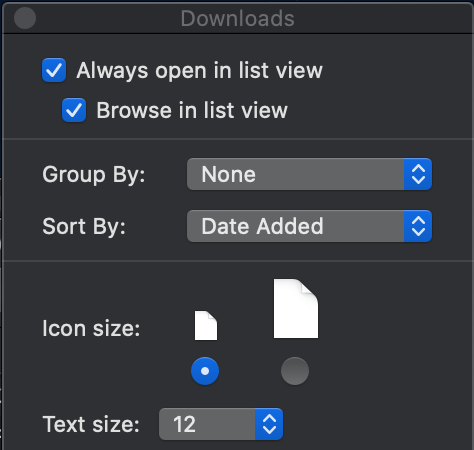 Downloads
Always open in list view
Browse in list view
Group By: None
Sort By: Date Added
Icon size:
Text size: 12